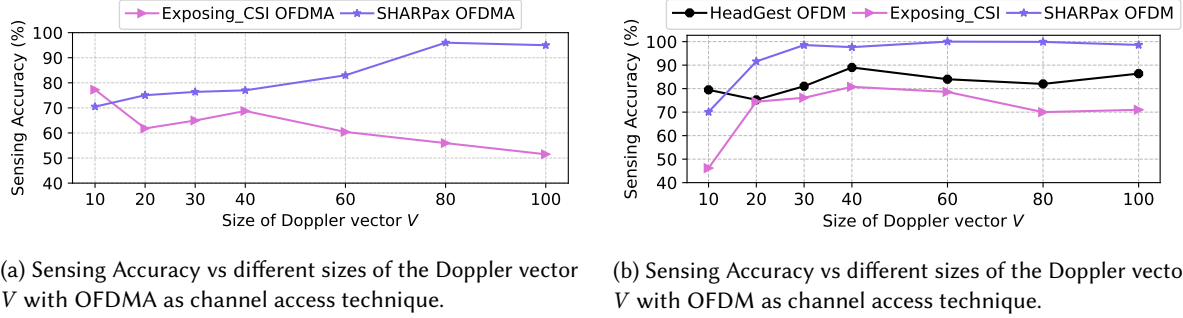 Exposing_CSI OFDMA SHARPax OFDMA
Sensing Accuracy (%)
100
90
80
70
60
50
40
10 20 30 40 60 80 100
Size of Doppler vector V
(a) Sensing Accuracy vs different sizes of the Doppler vector
V with OFDMA as channel access technique.
HeadGest OFDM Exposing_CSI SHARPax OFDM
Sensing Accuracy (%)
100
90
80
70
60
50
40
10 20 30 40 60 80 100
Size of Doppler vector V
(b) Sensing Accuracy vs different sizes of the Doppler vecto
V with OFDM as channel access technique.